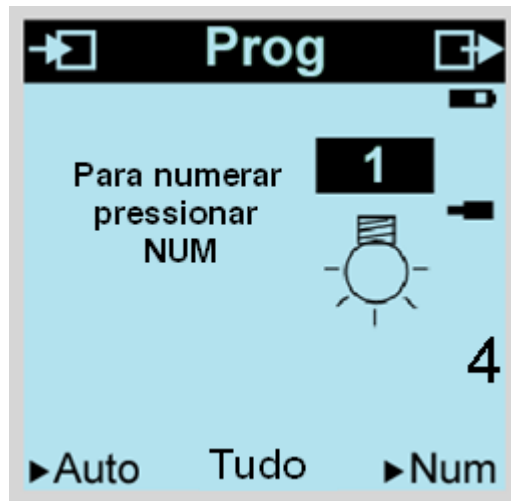 Prog
Para numerar
pressionar
NUM
1
4
►Auto Tudo ►Num